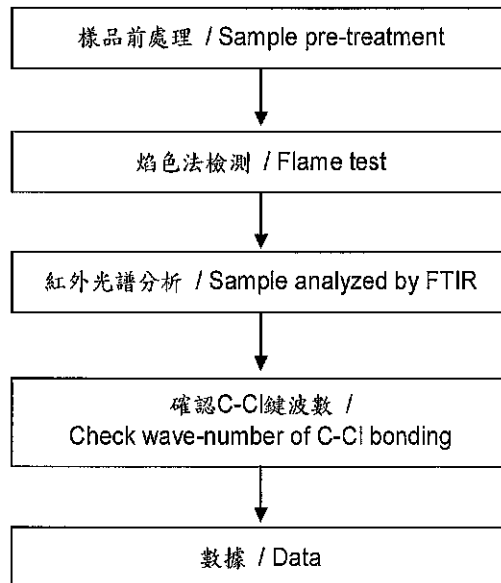 樣品前處理 / Sample pre-treatment
焰色法檢測 / Flame test
紅外光譜分析 / Sample analyzed by FTIR
確認C-Cl鍵波數 /
Check wave-number of C-Cl bonding
數據 / Data